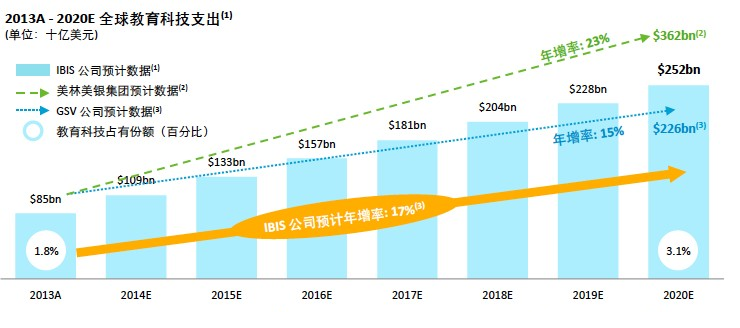 2013A - 2020E 全球教育科技支出(1)
(单位：十亿美元)
IBIS 公司预计数据(1)
美林美银集团预计数据(2)
GSV 公司预计数据(3)
教育科技占有份额（百分比）
年增率: 23%
$362bn(2)
$252bn
$226bn(3)
年增率: 15%
$85bn
$109bn
$133bn
$157bn
$181bn
$204bn
$228bn
IBIS 公司预计年增率: 17%(3)
1.8%
3.1%
2013A 2014E 2015E 2016E 2017E 2018E 2019E 2020E